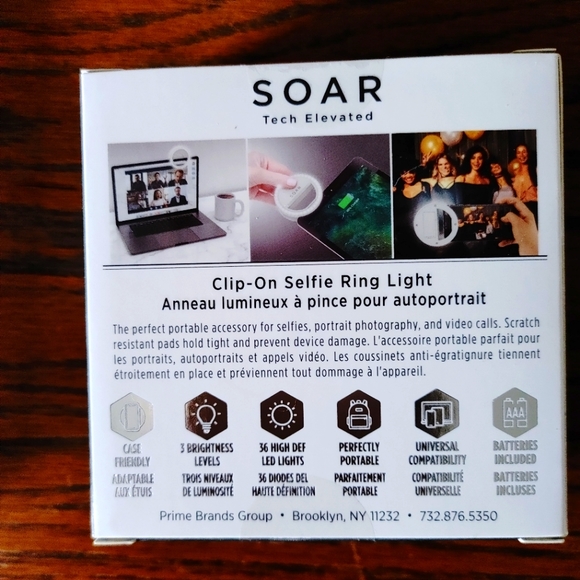 SOAR
Tech Elevated
Clip-On Selfie Ring Light
Anneau lumineux à pince pour autoportrait
The perfect portable accessory for selfies, portrait photography, and video calls. Scratch
resistant pads hold tight and prevent device damage. L'accessoire portable parfait pour
les portraits, autoportraits et appels vidéo. Les coussinets anti-égratignure tiennent
étroitement en place et préviennent tout dommage à l'appareil.
AAA
CASE
FRIENDLY
ADAPTABLE
AUX ÉTUIS
3 BRIGHTNESS
LEVELS
TROIS NIVEAUX
DE LUMINOSITÉ
36 HIGH DEF
LED LIGHTS
36 DIODES DEL
HAUTE DÉFINITION
PERFECTLY
PORTABLE
PARFAITEMENT
PORTABLE
UNIVERSAL
COMPATIBILITY
COMPATIBILITÉ
UNIVERSELLE
BATTERIES
INCLUDED
BATTERIES
INCLUSES
Prime Brands Group • Brooklyn, NY 11232 • 732.876.5350